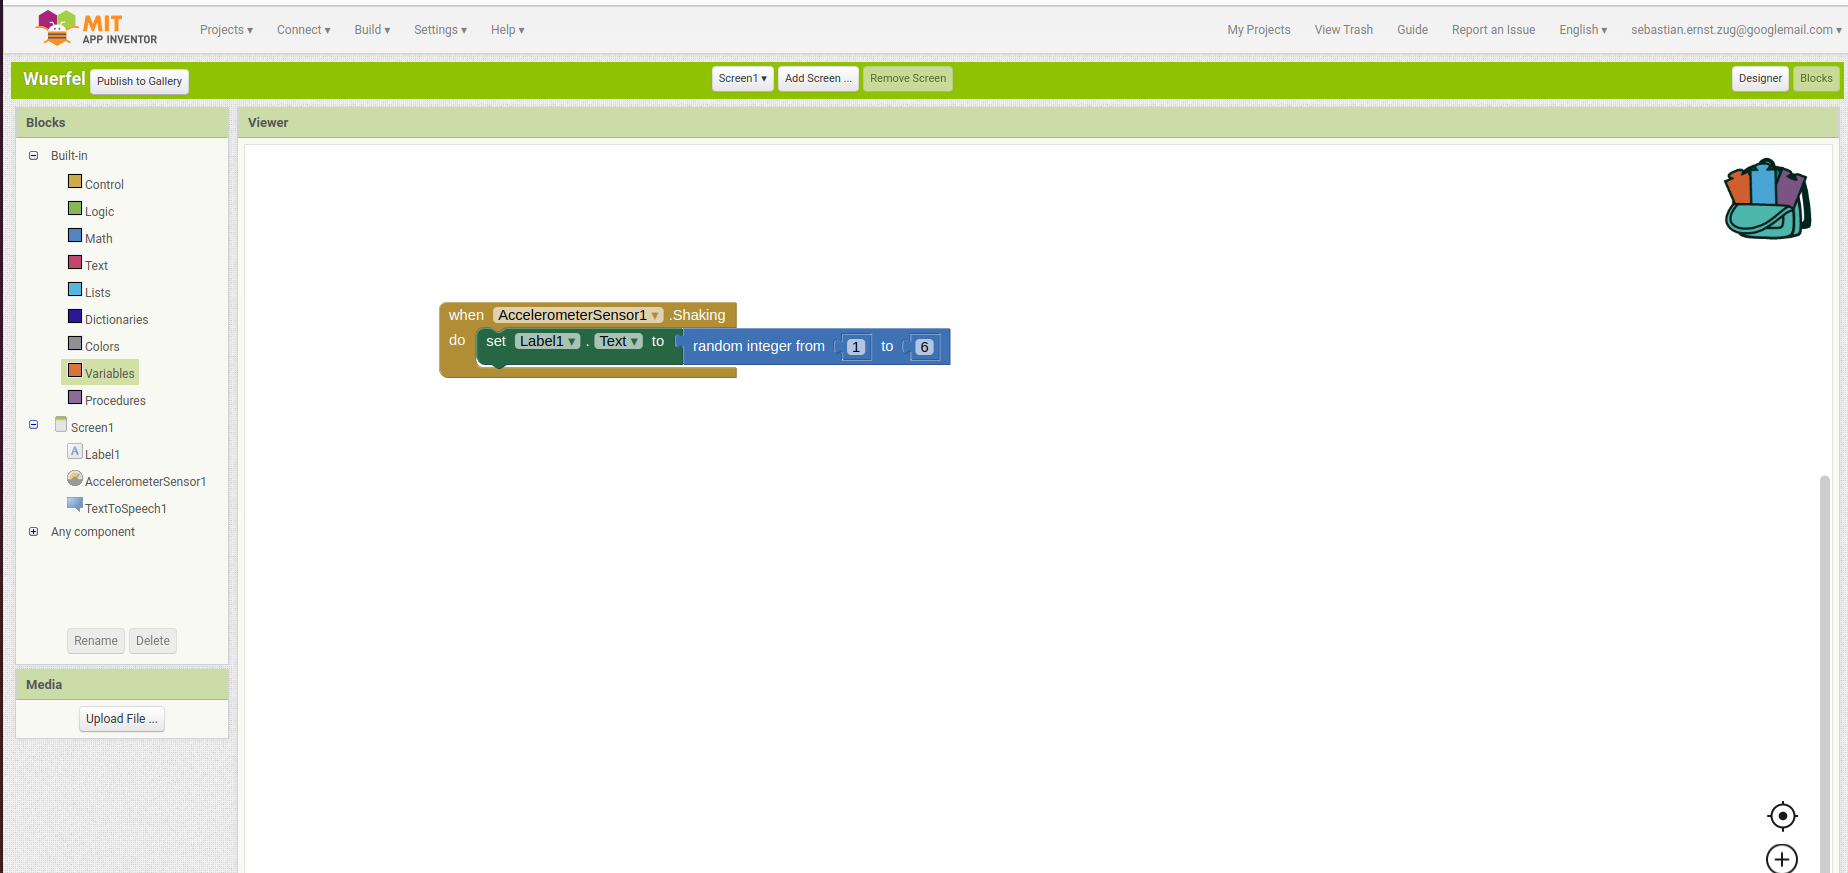 MIT
APP INVENTOR
Projects ▾ Connect ▾ Build ▾ Settings ▾ Help ▾ My Projects View Trash Guide Report an Issue English ▾ sebastian.ernst.zug@googlemail.com ▾
Wuerfel Publish to Gallery Screen1 ▾ Add Screen ... Remove Screen Designer Blocks
Blocks
Built-in
Control
Logic
Math
Text
Lists
Dictionaries
Colors
Variables
Procedures
Screen1
A Label1
AccelerometerSensor1
TextToSpeech1
Any component
Rename Delete
Media
Upload File ...
Viewer
when AccelerometerSensor1 ▾ .Shaking
do set Label1 ▾ . Text ▾ to random integer from 1 to 6